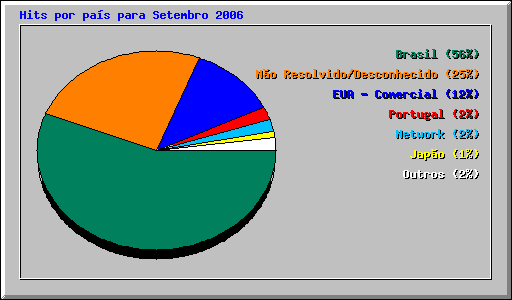 Hits por país para Setembro 2006
Brasil (56%)
Não Resolvido/Desconhecido (25%)
EUA - Comercial (12%)
Portugal (2%)
Network (2%)
Japão (1%)
Outros (2%)